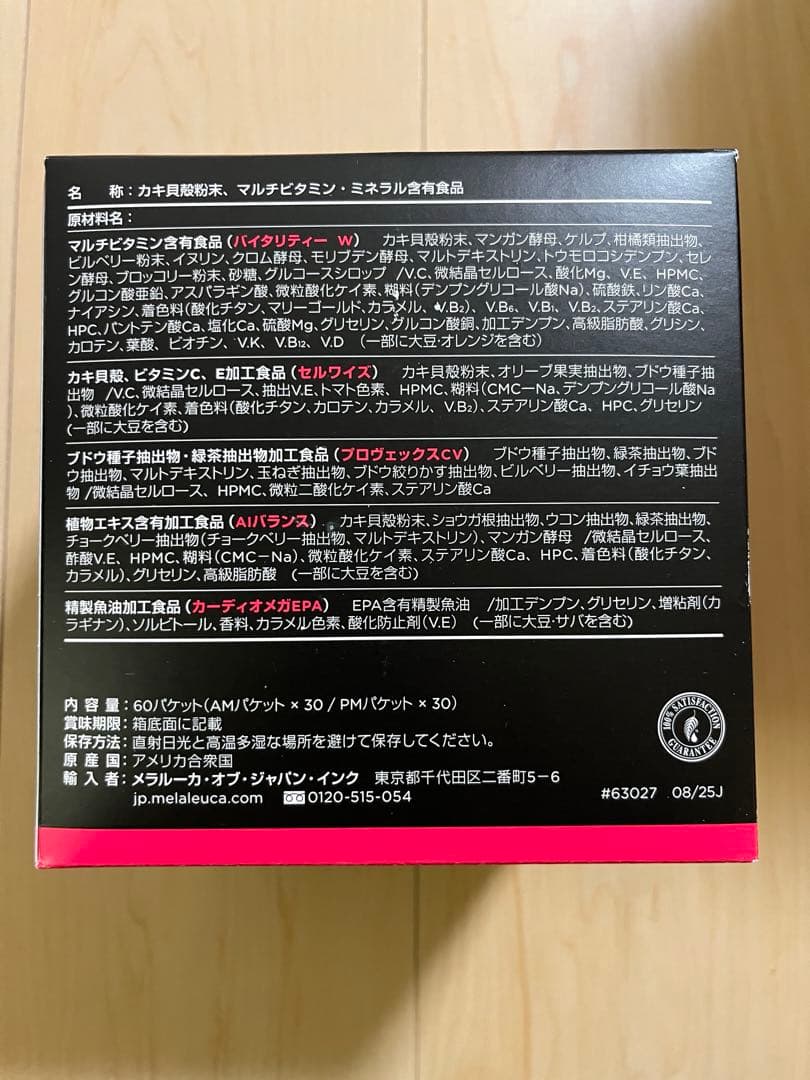 名　称：カキ貝殻粉末、マルチビタミン・ミネラル含有食品
原材料名：
マルチビタミン含有食品（バイタリティー W）　カキ貝殻粉末、マンガン酵母、ケルプ、柑橘類抽出物、
ビルベリー粉末、イヌリン、クロム酵母、モリブデン酵母、マルトデキストリン、トウモロコシデンプン、セレ
ン酵母、ブロッコリー粉末、砂糖、グルコースシロップ /V.C、微結晶セルロース、酸化Mg、V.E、HPMC、
グルコン酸亜鉛、アスパラギン酸、微粒酸化ケイ素、糊料（デンプングリコール酸Na）、硫酸鉄、リン酸Ca、
ナイアシン、着色料（酸化チタン、マリーゴールド、カラメル、V.B₂）、V.B₆、V.B₁、V.B₂、ステアリン酸Ca、
HPC、パントテン酸Ca、塩化Ca、硫酸Mg、グリセリン、グルコン酸銅、加工デンプン、高級脂肪酸、グリシン、
カロテン、葉酸、ビオチン、V.K、V.B₁₂、V.D　（一部に大豆・オレンジを含む）
カキ貝殻、ビタミンC、E加工食品（セルワイズ）　カキ貝殻粉末、オリーブ果実抽出物、ブドウ種子抽
出物 /V.C、微結晶セルロース、抽出V.E、トマト色素、HPMC、糊料（CMC－Na、デンプングリコール酸Na
）、微粒酸化ケイ素、着色料（酸化チタン、カロテン、カラメル、V.B₂）、ステアリン酸Ca、HPC、グリセリン
（一部に大豆を含む）
ブドウ種子抽出物・緑茶抽出物加工食品（プロヴェックスCV）　ブドウ種子抽出物、緑茶抽出物、ブド
ウ抽出物、マルトデキストリン、玉ねぎ抽出物、ブドウ絞りかす抽出物、ビルベリー抽出物、イチョウ葉抽出
物 /微結晶セルロース、HPMC、微粒二酸化ケイ素、ステアリン酸Ca
植物エキス含有加工食品（AIバランス）　カキ貝殻粉末、ショウガ根抽出物、ウコン抽出物、緑茶抽出物、
チョークベリー抽出物（チョークベリー抽出物、マルトデキストリン）、マンガン酵母 /微結晶セルロース、
酢酸V.E、HPMC、糊料（CMC－Na）、微粒酸化ケイ素、ステアリン酸Ca、HPC、着色料（酸化チタン、
カラメル）、グリセリン、高級脂肪酸　（一部に大豆を含む）
精製魚油加工食品（カーディオメガEPA）　EPA含有精製魚油 /加工デンプン、グリセリン、増粘剤（カ
ラギナン）、ソルビトール、香料、カラメル色素、酸化防止剤（V.E）　（一部に大豆・サバを含む）
内容量：60パケット（AMパケット × 30 / PMパケット × 30）
賞味期限：箱底面に記載
保存方法：直射日光と高温多湿な場所を避けて保存してください。
原産国：アメリカ合衆国
輸入者：メラルーカ・オブ・ジャパン・インク　東京都千代田区二番町5－6
jp.melaleuca.com　0120-515-054
#63027 08/25J
100% SATISFACTION GUARANTEE